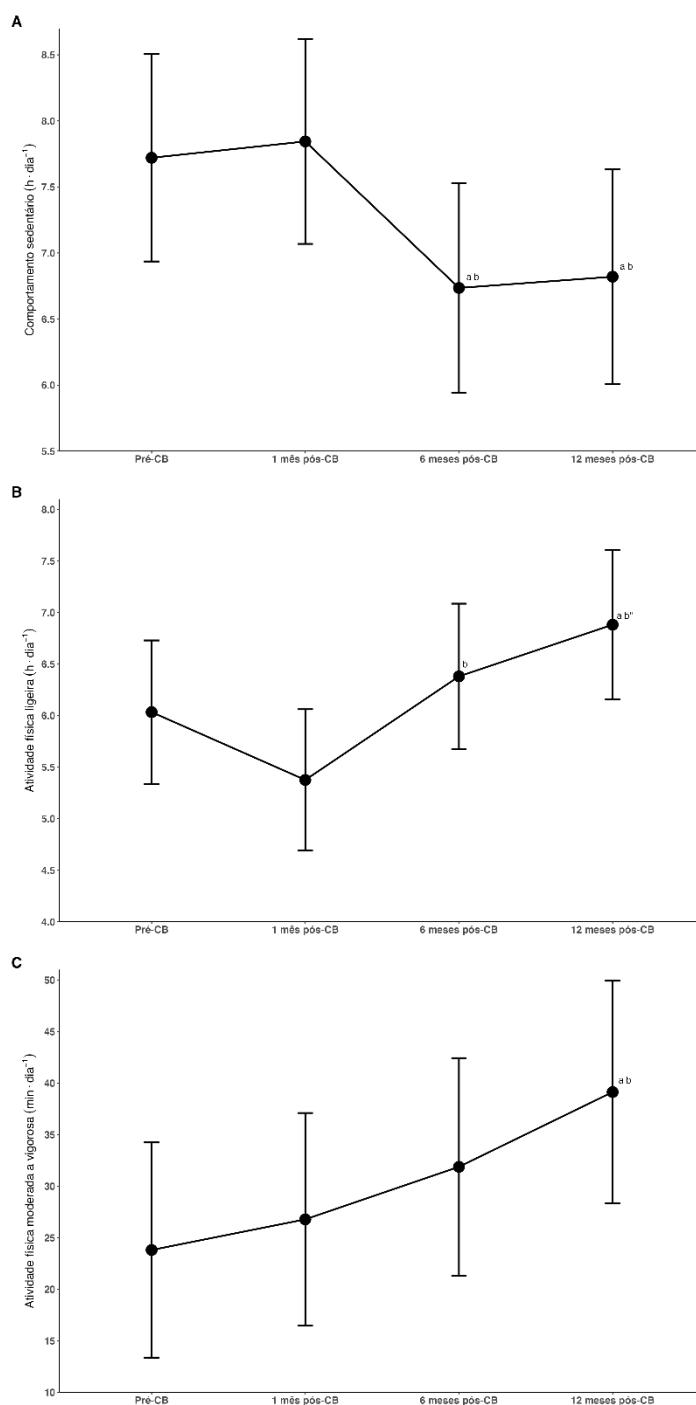 A
Comportamento sedentário (h · dia⁻¹)
8.5
8.0
7.5
7.0
6.5
6.0
5.5
a b
a b
Pré-CB
1 mês pós-CB
6 meses pós-CB
12 meses pós-CB
B
Atividade física ligeira (h · dia⁻¹)
8.0
7.5
7.0
6.5
6.0
5.5
5.0
4.5
4.0
b
a b"
Pré-CB
1 mês pós-CB
6 meses pós-CB
12 meses pós-CB
C
Atividade física moderada a vigorosa (min · dia⁻¹)
50
45
40
35
30
25
20
15
10
a b
Pré-CB
1 mês pós-CB
6 meses pós-CB
12 meses pós-CB